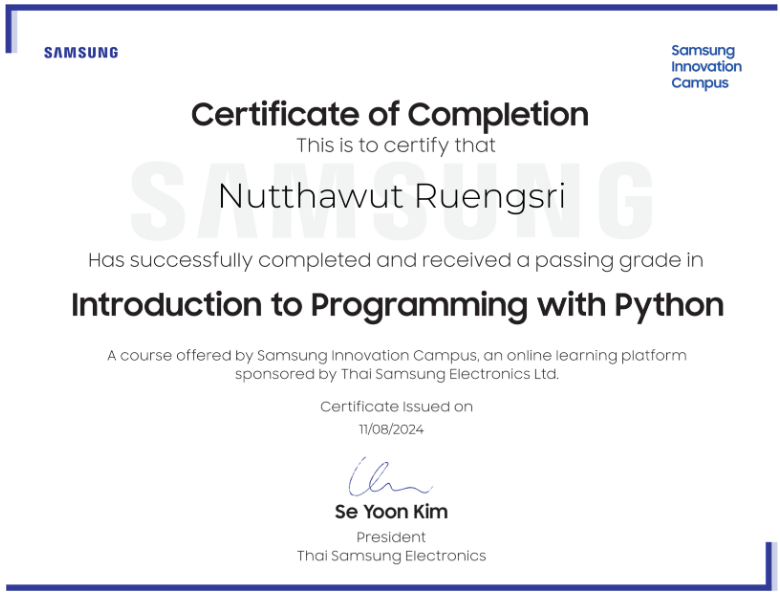 SAMSUNG
Samsung
Innovation
Campus
Certificate of Completion
This is to certify that
SAMSUNG
Nutthawut Ruengsri
Has successfully completed and received a passing grade in
Introduction to Programming with Python
A course offered by Samsung Innovation Campus, an online learning platform
sponsored by Thai Samsung Electronics Ltd.
Certificate Issued on
11/08/2024
Se Yoon Kim
President
Thai Samsung Electronics